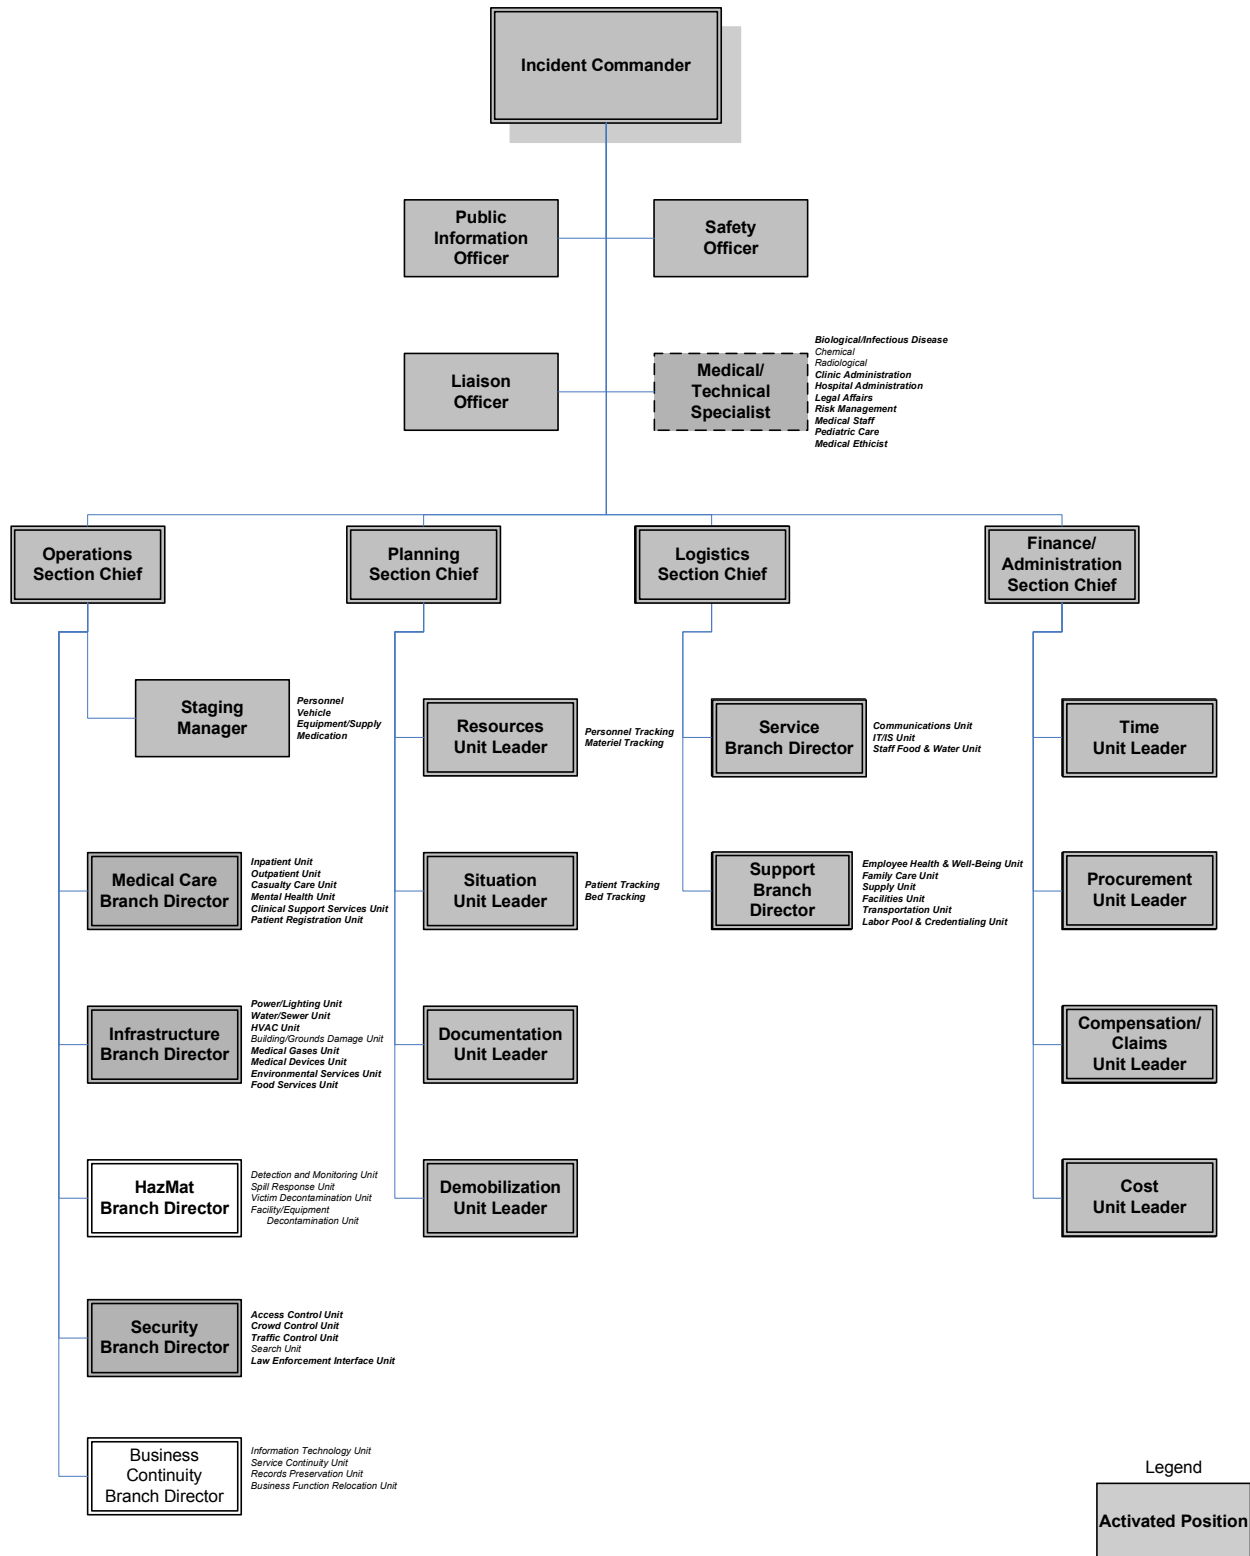 Incident Commander
Public
Information
Officer
Safety
Officer
Liaison
Officer
Medical/
Technical
Specialist
Biological/Infectious Disease
Chemical
Radiological
Clinic Administration
Hospital Administration
Legal Affairs
Risk Management
Medical Staff
Pediatric Care
Medical Ethicist
Operations
Section Chief
Planning
Section Chief
Logistics
Section Chief
Finance/
Administration
Section Chief
Staging
Manager
Personnel
Vehicle
Equipment/Supply
Medication
Resources
Unit Leader
Personnel Tracking
Materiel Tracking
Service
Branch Director
Communications Unit
IT/IS Unit
Staff Food & Water Unit
Time
Unit Leader
Medical Care
Branch Director
Inpatient Unit
Outpatient Unit
Casualty Care Unit
Mental Health Unit
Clinical Support Services Unit
Patient Registration Unit
Situation
Unit Leader
Patient Tracking
Bed Tracking
Support
Branch
Director
Employee Health & Well-Being Unit
Family Care Unit
Supply Unit
Facilities Unit
Transportation Unit
Labor Pool & Credentialing Unit
Procurement
Unit Leader
Infrastructure
Branch Director
Power/Lighting Unit
Water/Sewer Unit
HVAC Unit
Building/Grounds Damage Unit
Medical Gases Unit
Medical Devices Unit
Environmental Services Unit
Food Services Unit
Documentation
Unit Leader
Compensation/
Claims
Unit Leader
HazMat
Branch Director
Detection and Monitoring Unit
Spill Response Unit
Victim Decontamination Unit
Facility/Equipment
Decontamination Unit
Demobilization
Unit Leader
Cost
Unit Leader
Security
Branch Director
Access Control Unit
Crowd Control Unit
Traffic Control Unit
Search Unit
Law Enforcement Interface Unit
Business
Continuity
Branch Director
Information Technology Unit
Service Continuity Unit
Records Preservation Unit
Business Function Relocation Unit
Legend
Activated Position